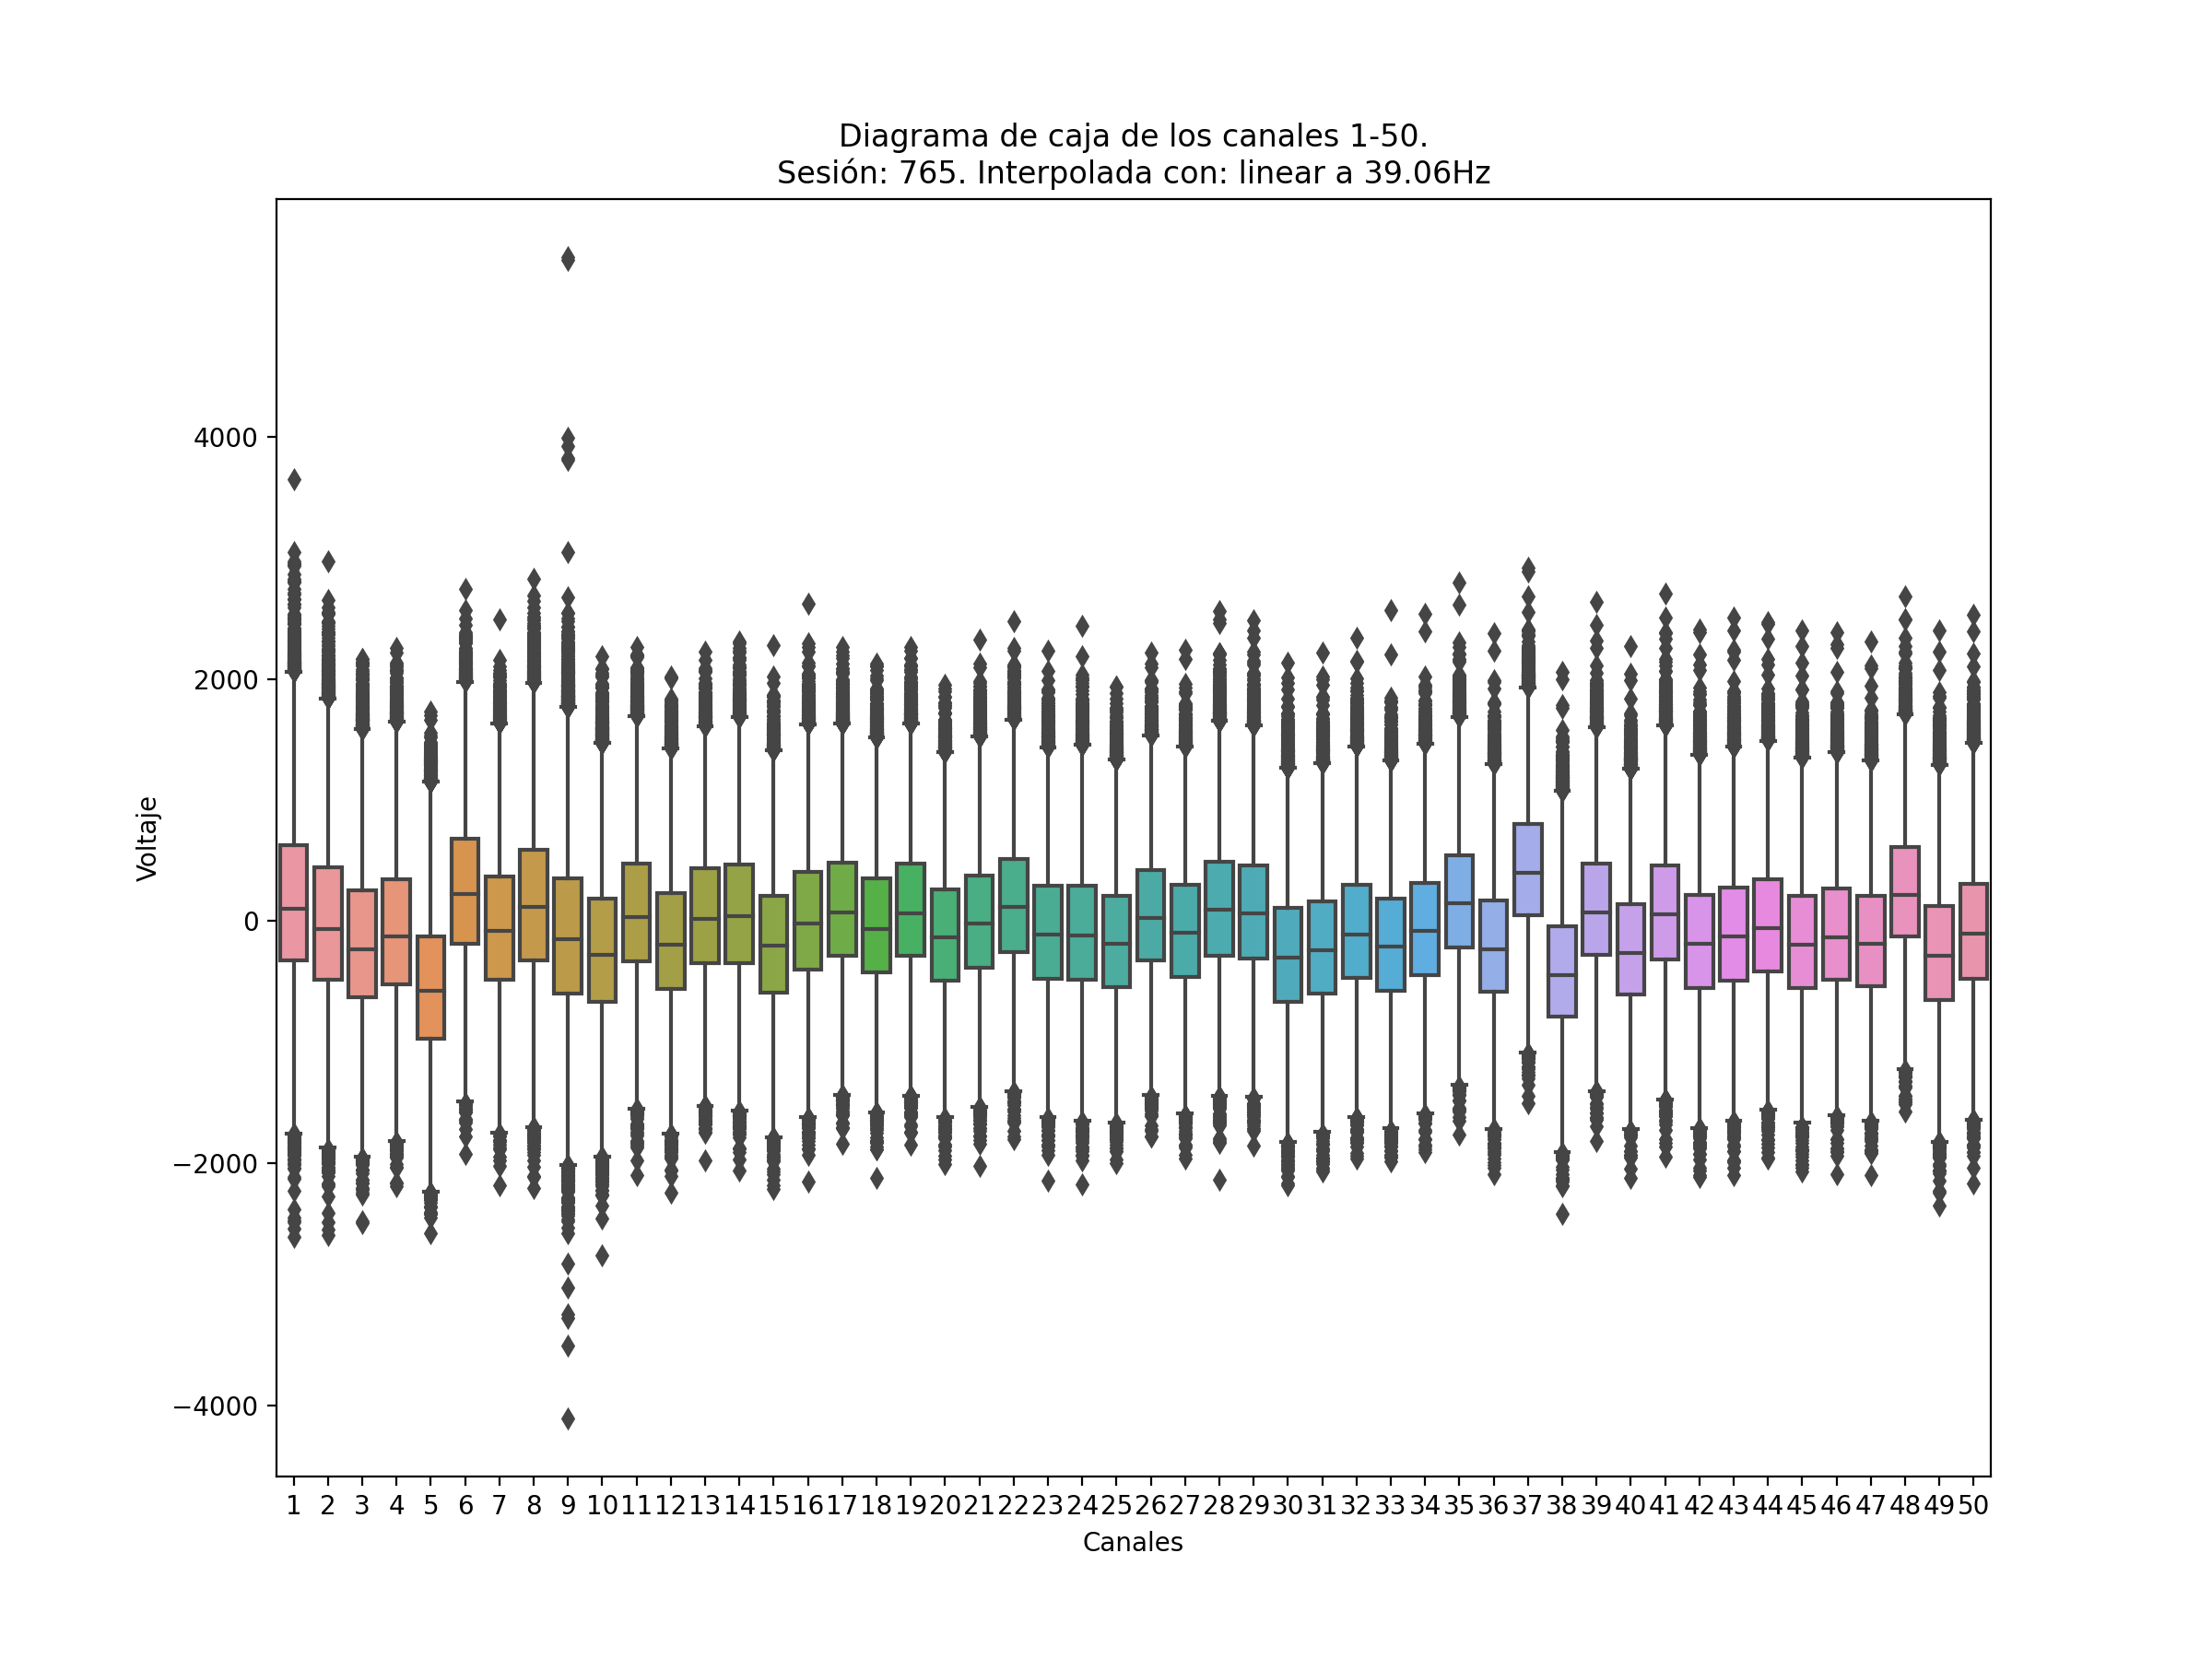 Diagrama de caja de los canales 1-50.
Sesión: 765. Interpolada con: linear a 39.06Hz
4000
2000
0
−2000
−4000
Voltaje
1 2 3 4 5 6 7 8 9 10 11 12 13 14 15 16 17 18 19 20 21 22 23 24 25 26 27 28 29 30 31 32 33 34 35 36 37 38 39 40 41 42 43 44 45 46 47 48 49 50
Canales